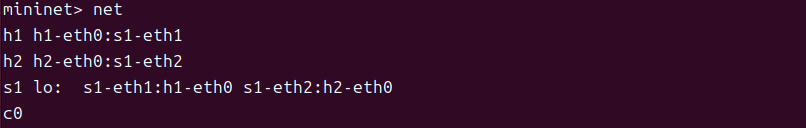 mininet> net
h1 h1-eth0:s1-eth1
h2 h2-eth0:s1-eth2
s1 lo:  s1-eth1:h1-eth0 s1-eth2:h2-eth0
c0